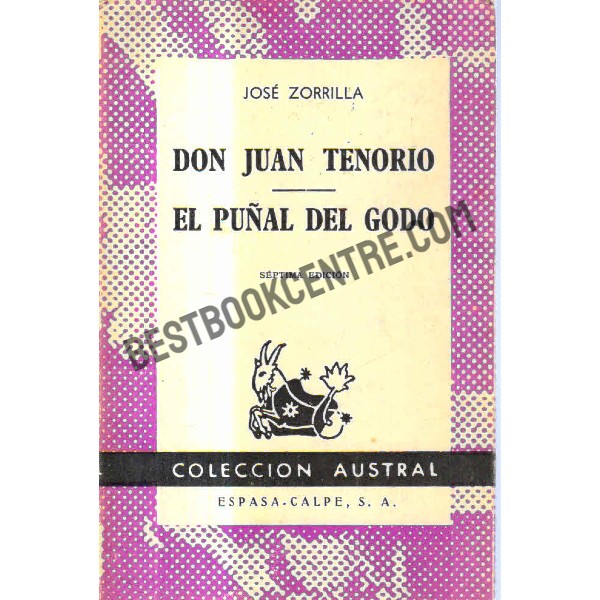 JOSÉ ZORRILLA
DON JUAN TENORIO
EL PUÑAL DEL GODO
SÉPTIMA EDICIÓN
BESTBOOKCENTRE.COM
COLECCION AUSTRAL
ESPASA-CALPE, S. A.